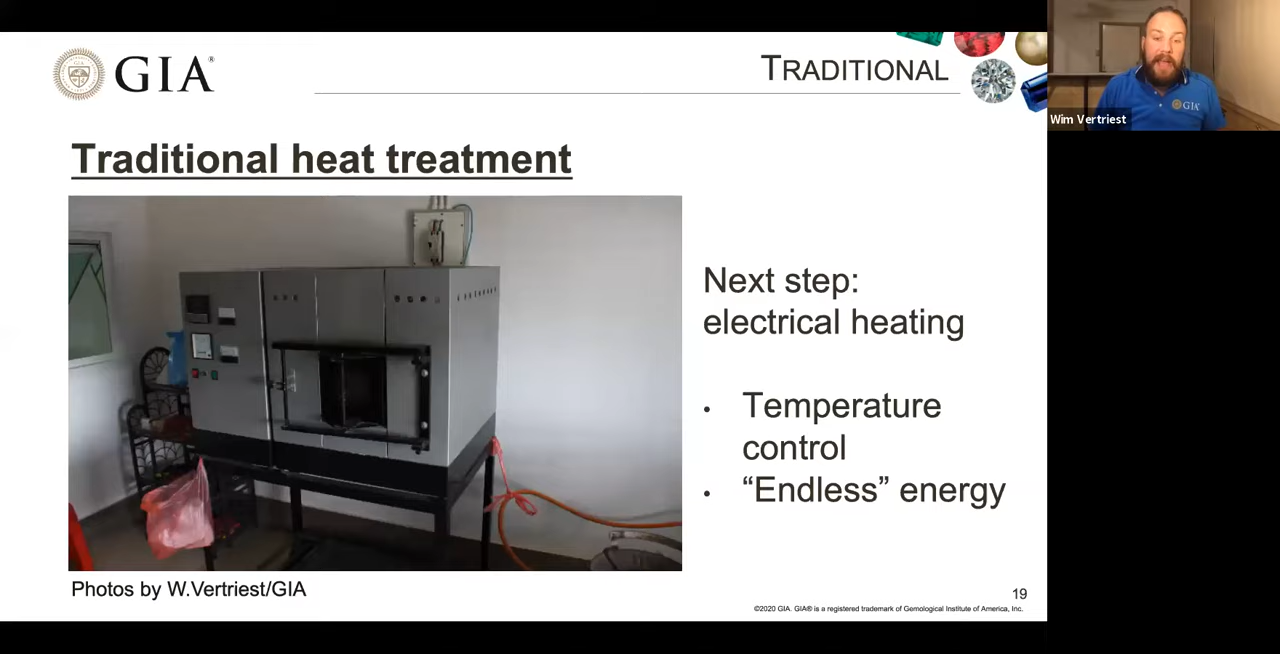 GIA®
TRADITIONAL
GIA
Wim Vertriest
Traditional heat treatment
Next step:
electrical heating
• Temperature
control
• “Endless” energy
Photos by W.Vertriest/GIA
19
©2020 GIA. GIA® is a registered trademark of Gemological Institute of America, Inc.